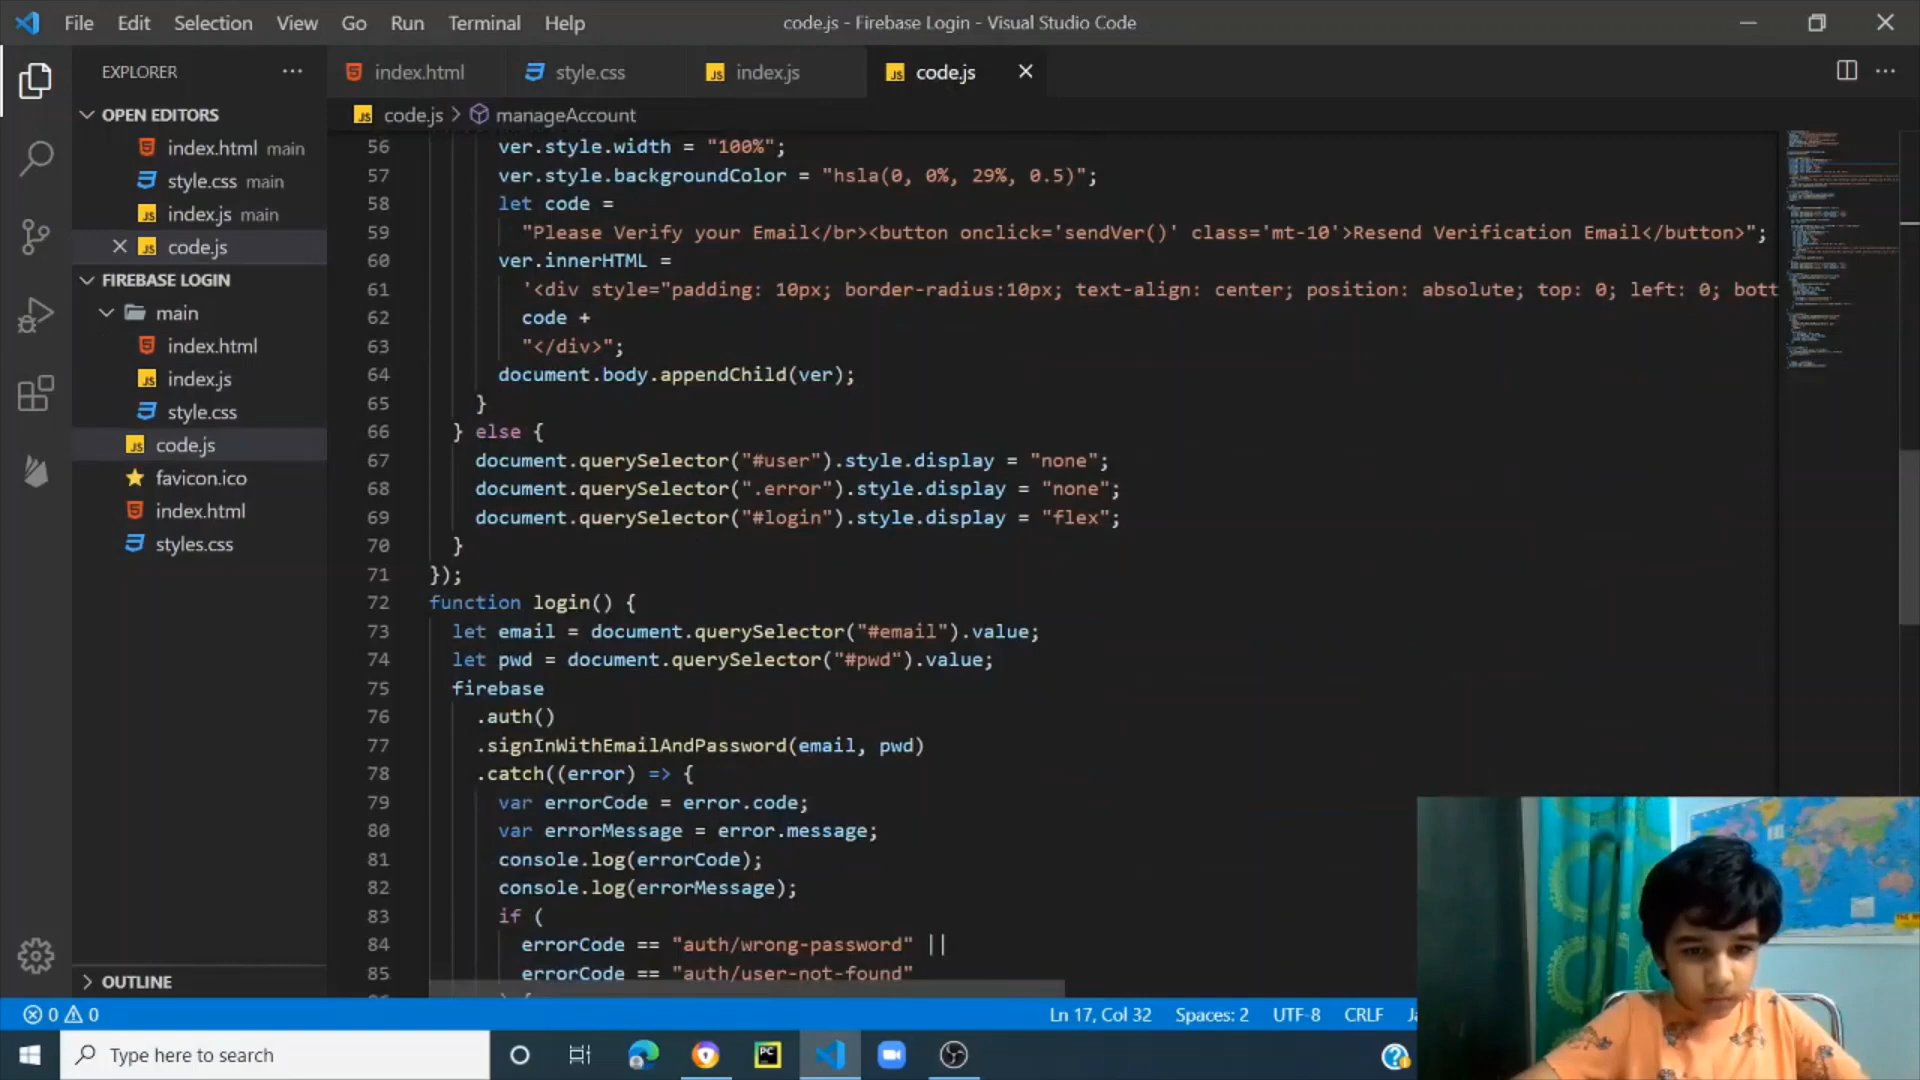 File Edit Selection View Go Run Terminal Help
code.js - Firebase Login - Visual Studio Code
EXPLORER
index.html
style.css
index.js
code.js
OPEN EDITORS
code.js > manageAccount
index.html main
style.css main
index.js main
code.js
FIREBASE LOGIN
main
index.html
index.js
style.css
code.js
favicon.ico
index.html
styles.css
OUTLINE
56 ver.style.width = "100%";
57 ver.style.backgroundColor = "hsla(0, 0%, 29%, 0.5)";
58 let code =
59 "Please Verify your Email</br><button onclick='sendVer()' class='mt-10'>Resend Verification Email</button>";
60 ver.innerHTML =
61 '<div style="padding: 10px; border-radius:10px; text-align: center; position: absolute; top: 0; left: 0; bott
62 code +
63 "</div>";
64 document.body.appendChild(ver);
65 }
66 } else {
67 document.querySelector("#user").style.display = "none";
68 document.querySelector(".error").style.display = "none";
69 document.querySelector("#login").style.display = "flex";
70 }
71 });
72 function login() {
73 let email = document.querySelector("#email").value;
74 let pwd = document.querySelector("#pwd").value;
75 firebase
76 .auth()
77 .signInWithEmailAndPassword(email, pwd)
78 .catch((error) => {
79 var errorCode = error.code;
80 var errorMessage = error.message;
81 console.log(errorCode);
82 console.log(errorMessage);
83 if (
84 errorCode == "auth/wrong-password" ||
85 errorCode == "auth/user-not-found"
0 0
Ln 17, Col 32 Spaces: 2 UTF-8 CRLF
Type here to search